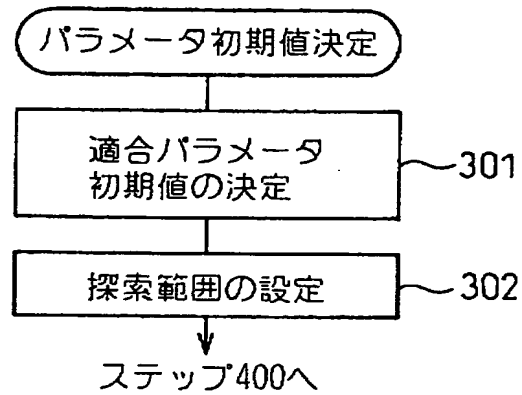 パラメータ初期値決定
適合パラメータ
初期値の決定
301
探索範囲の設定
302
ステップ400へ